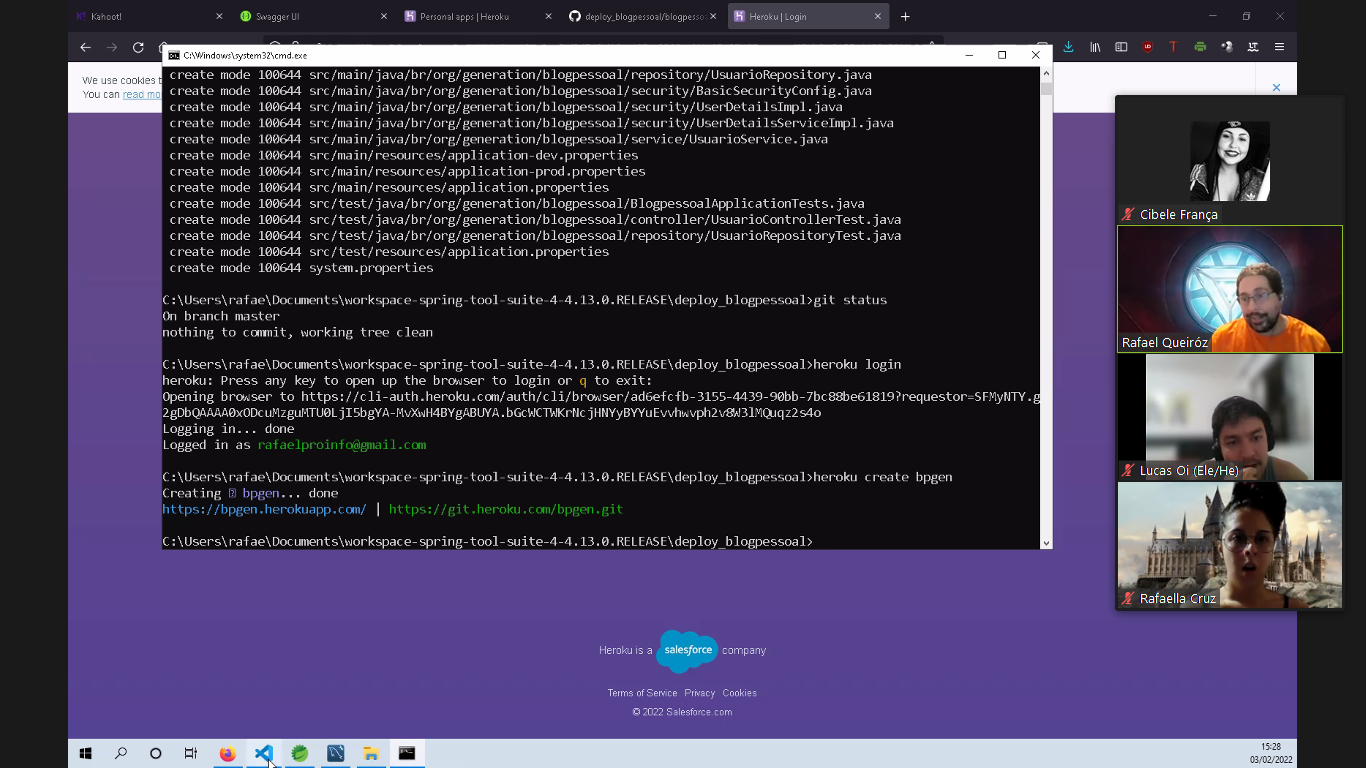 Kahoot!
Swagger UI
Personal apps | Heroku
deploy_blogpessoal/blogpesso
Heroku | Login
C:\Windows\system32\cmd.exe
We use cookies t
You can read mo
create mode 100644 src/main/java/br/org/generation/blogpessoal/repository/UsuarioRepository.java
create mode 100644 src/main/java/br/org/generation/blogpessoal/security/BasicSecurityConfig.java
create mode 100644 src/main/java/br/org/generation/blogpessoal/security/UserDetailsImpl.java
create mode 100644 src/main/java/br/org/generation/blogpessoal/security/UserDetailsServiceImpl.java
create mode 100644 src/main/java/br/org/generation/blogpessoal/service/UsuarioService.java
create mode 100644 src/main/resources/application-dev.properties
create mode 100644 src/main/resources/application-prod.properties
create mode 100644 src/main/resources/application.properties
create mode 100644 src/test/java/br/org/generation/blogpessoal/BlogpessoalApplicationTests.java
create mode 100644 src/test/java/br/org/generation/blogpessoal/controller/UsuarioControllerTest.java
create mode 100644 src/test/java/br/org/generation/blogpessoal/repository/UsuarioRepositoryTest.java
create mode 100644 src/test/resources/application.properties
create mode 100644 system.properties
C:\Users\rafae\Documents\workspace-spring-tool-suite-4-4.13.0.RELEASE\deploy_blogpessoal>git status
On branch master
nothing to commit, working tree clean
C:\Users\rafae\Documents\workspace-spring-tool-suite-4-4.13.0.RELEASE\deploy_blogpessoal>heroku login
heroku: Press any key to open up the browser to login or q to exit:
Opening browser to https://cli-auth.heroku.com/auth/cli/browser/ad6efcfb-3155-4439-90bb-7bc88be61819?requestor=SFMyNTY.g
2gDbQAAAA0xODcuMzguMTU0LjI5bgYA-MvXwH4BYgABUYA.bGcWCTWKrNcjHNYyBYYuEvvhwvph2v8W3lMQuqz2s4o
Logging in... done
Logged in as rafaelproinfo@gmail.com
C:\Users\rafae\Documents\workspace-spring-tool-suite-4-4.13.0.RELEASE\deploy_blogpessoal>heroku create bpgen
Creating bpgen... done
https://bpgen.herokuapp.com/ | https://git.heroku.com/bpgen.git
C:\Users\rafae\Documents\workspace-spring-tool-suite-4-4.13.0.RELEASE\deploy_blogpessoal>
Cibele França
Rafael Queiróz
Lucas Oi (Ele/He)
Rafaella Cruz
Heroku is a salesforce company
Terms of Service Privacy Cookies
© 2022 Salesforce.com
15:28
03/02/2022